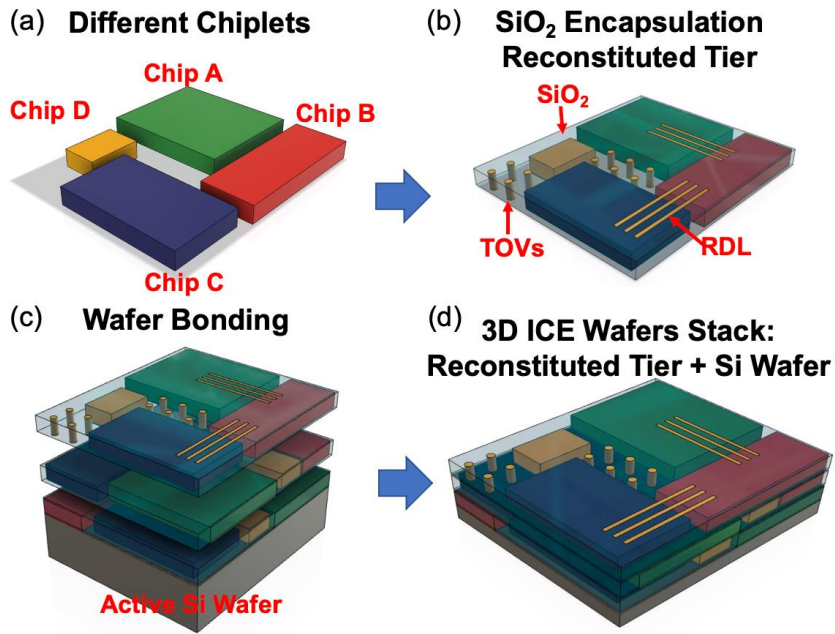 (a) Different Chiplets
Chip A
Chip D
Chip B
Chip C
(b) SiO₂ Encapsulation
Reconstituted Tier
SiO₂
TOVs
RDL
(c) Wafer Bonding
Active Si Wafer
(d) 3D ICE Wafers Stack:
Reconstituted Tier + Si Wafer